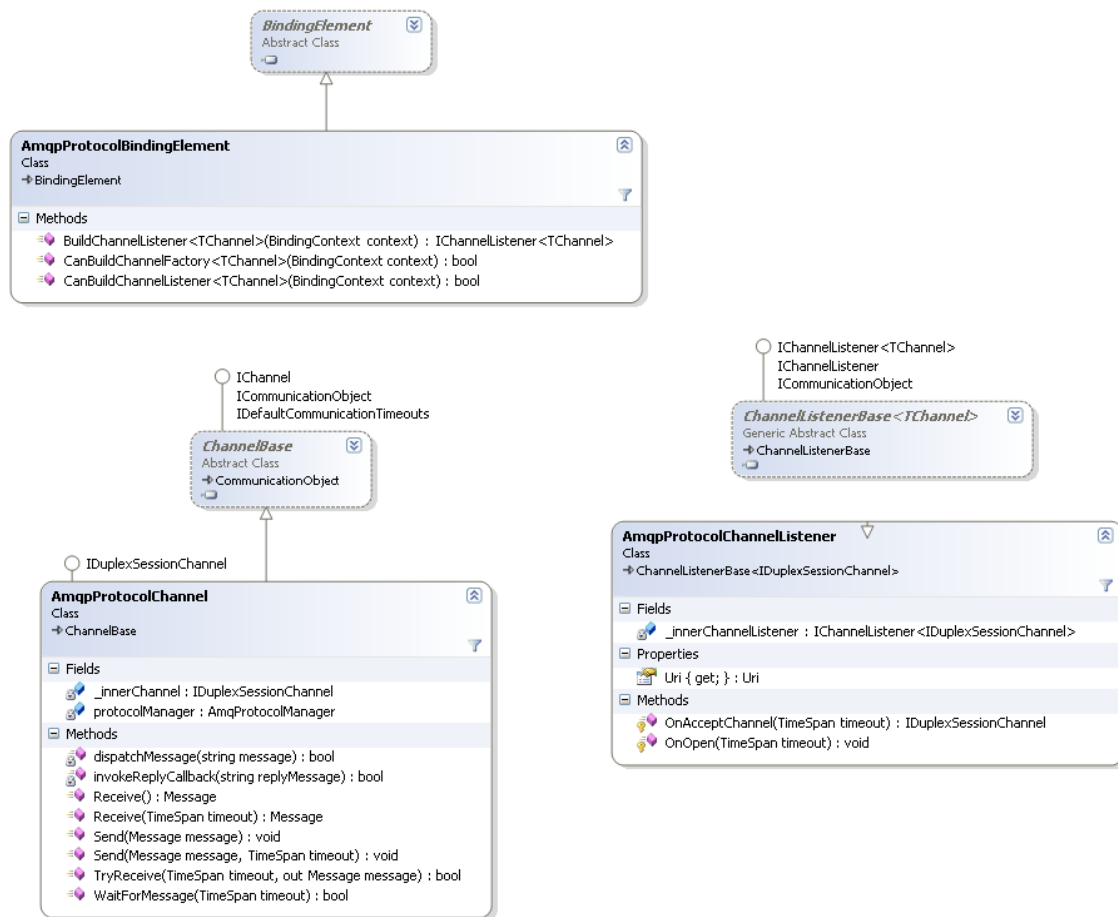 BindingElement
Abstract Class
AmqpProtocolBindingElement
Class
BindingElement
Methods
BuildChannelListener<TChannel>(BindingContext context) : IChannelListener<TChannel>
CanBuildChannelFactory<TChannel>(BindingContext context) : bool
CanBuildChannelListener<TChannel>(BindingContext context) : bool
IChannel
ICommunicationObject
IDefaultCommunicationTimeouts
ChannelBase
Abstract Class
CommunicationObject
IDuplexSessionChannel
AmqpProtocolChannel
Class
ChannelBase
Fields
_innerChannel : IDuplexSessionChannel
protocolManager : AmqProtocolManager
Methods
dispatchMessage(string message) : bool
invokeReplyCallback(string replyMessage) : bool
Receive() : Message
Receive(TimeSpan timeout) : Message
Send(Message message) : void
Send(Message message, TimeSpan timeout) : void
TryReceive(TimeSpan timeout, out Message message) : bool
WaitForMessage(TimeSpan timeout) : bool
IChannelListener<TChannel>
IChannelListener
ICommunicationObject
ChannelListenerBase<TChannel>
Generic Abstract Class
ChannelListenerBase
AmqpProtocolChannelListener
Class
ChannelListenerBase<IDuplexSessionChannel>
Fields
_innerChannelListener : IChannelListener<IDuplexSessionChannel>
Properties
Uri { get; } : Uri
Methods
OnAcceptChannel(TimeSpan timeout) : IDuplexSessionChannel
OnOpen(TimeSpan timeout) : void